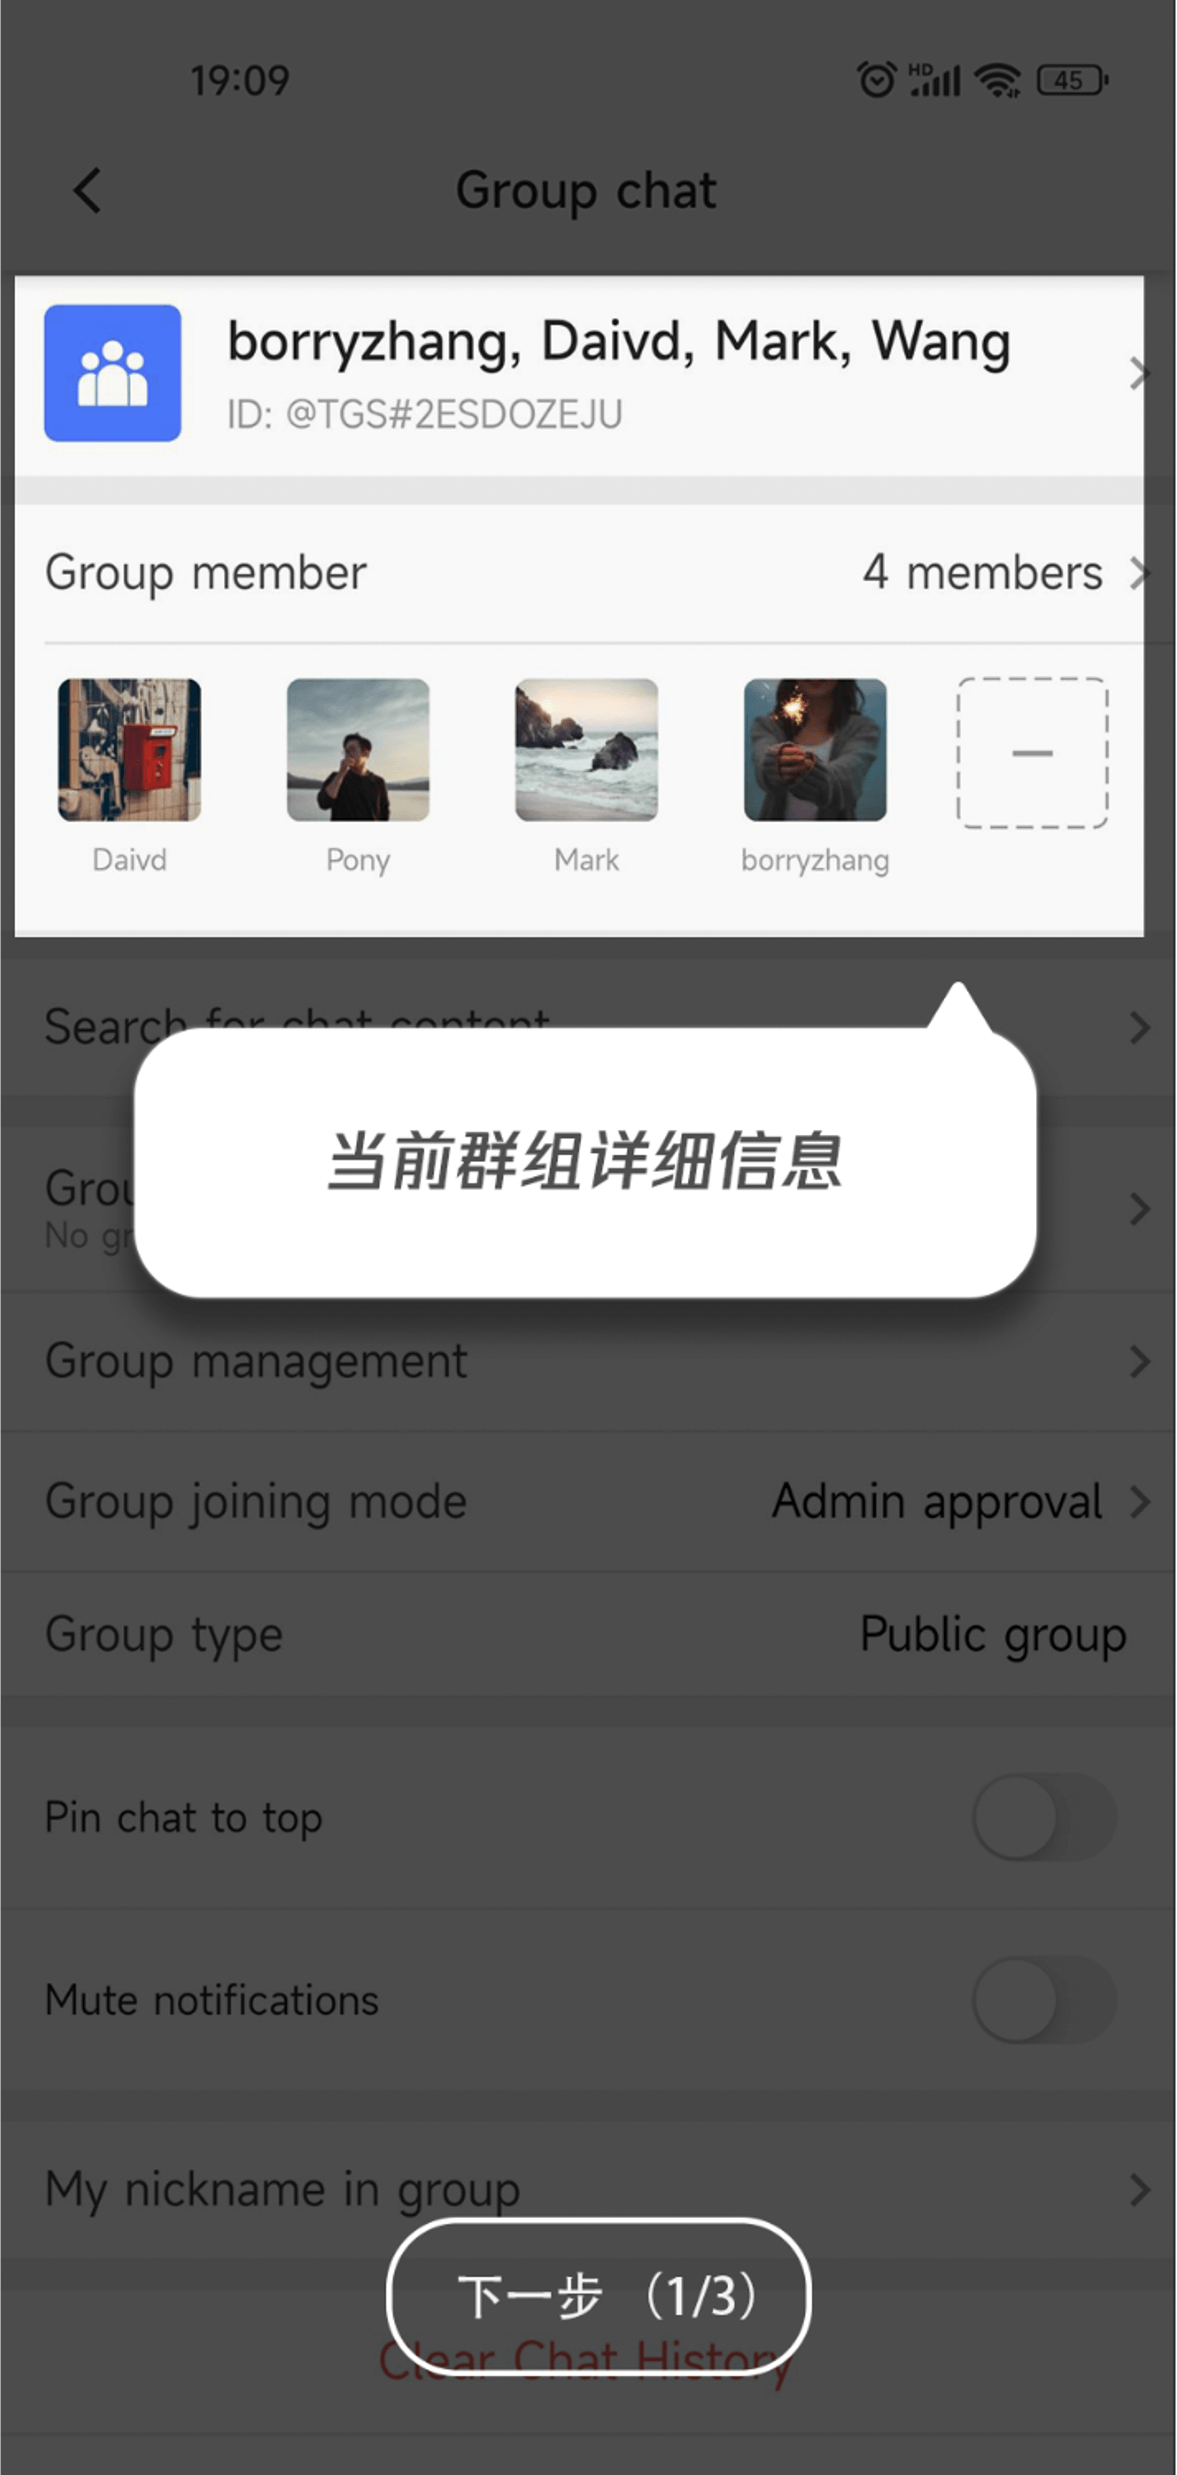 19:09 HD 45
Group chat
borryzhang, Daivd, Mark, Wang
ID: @TGS#2ESDOZEJU
Group member 4 members
Daivd Pony Mark borryzhang
Search for chat content
当前群组详细信息
Grou
No gr
Group management
Group joining mode Admin approval
Group type Public group
Pin chat to top
Mute notifications
My nickname in group
下一步 （1/3）
Clear Chat History